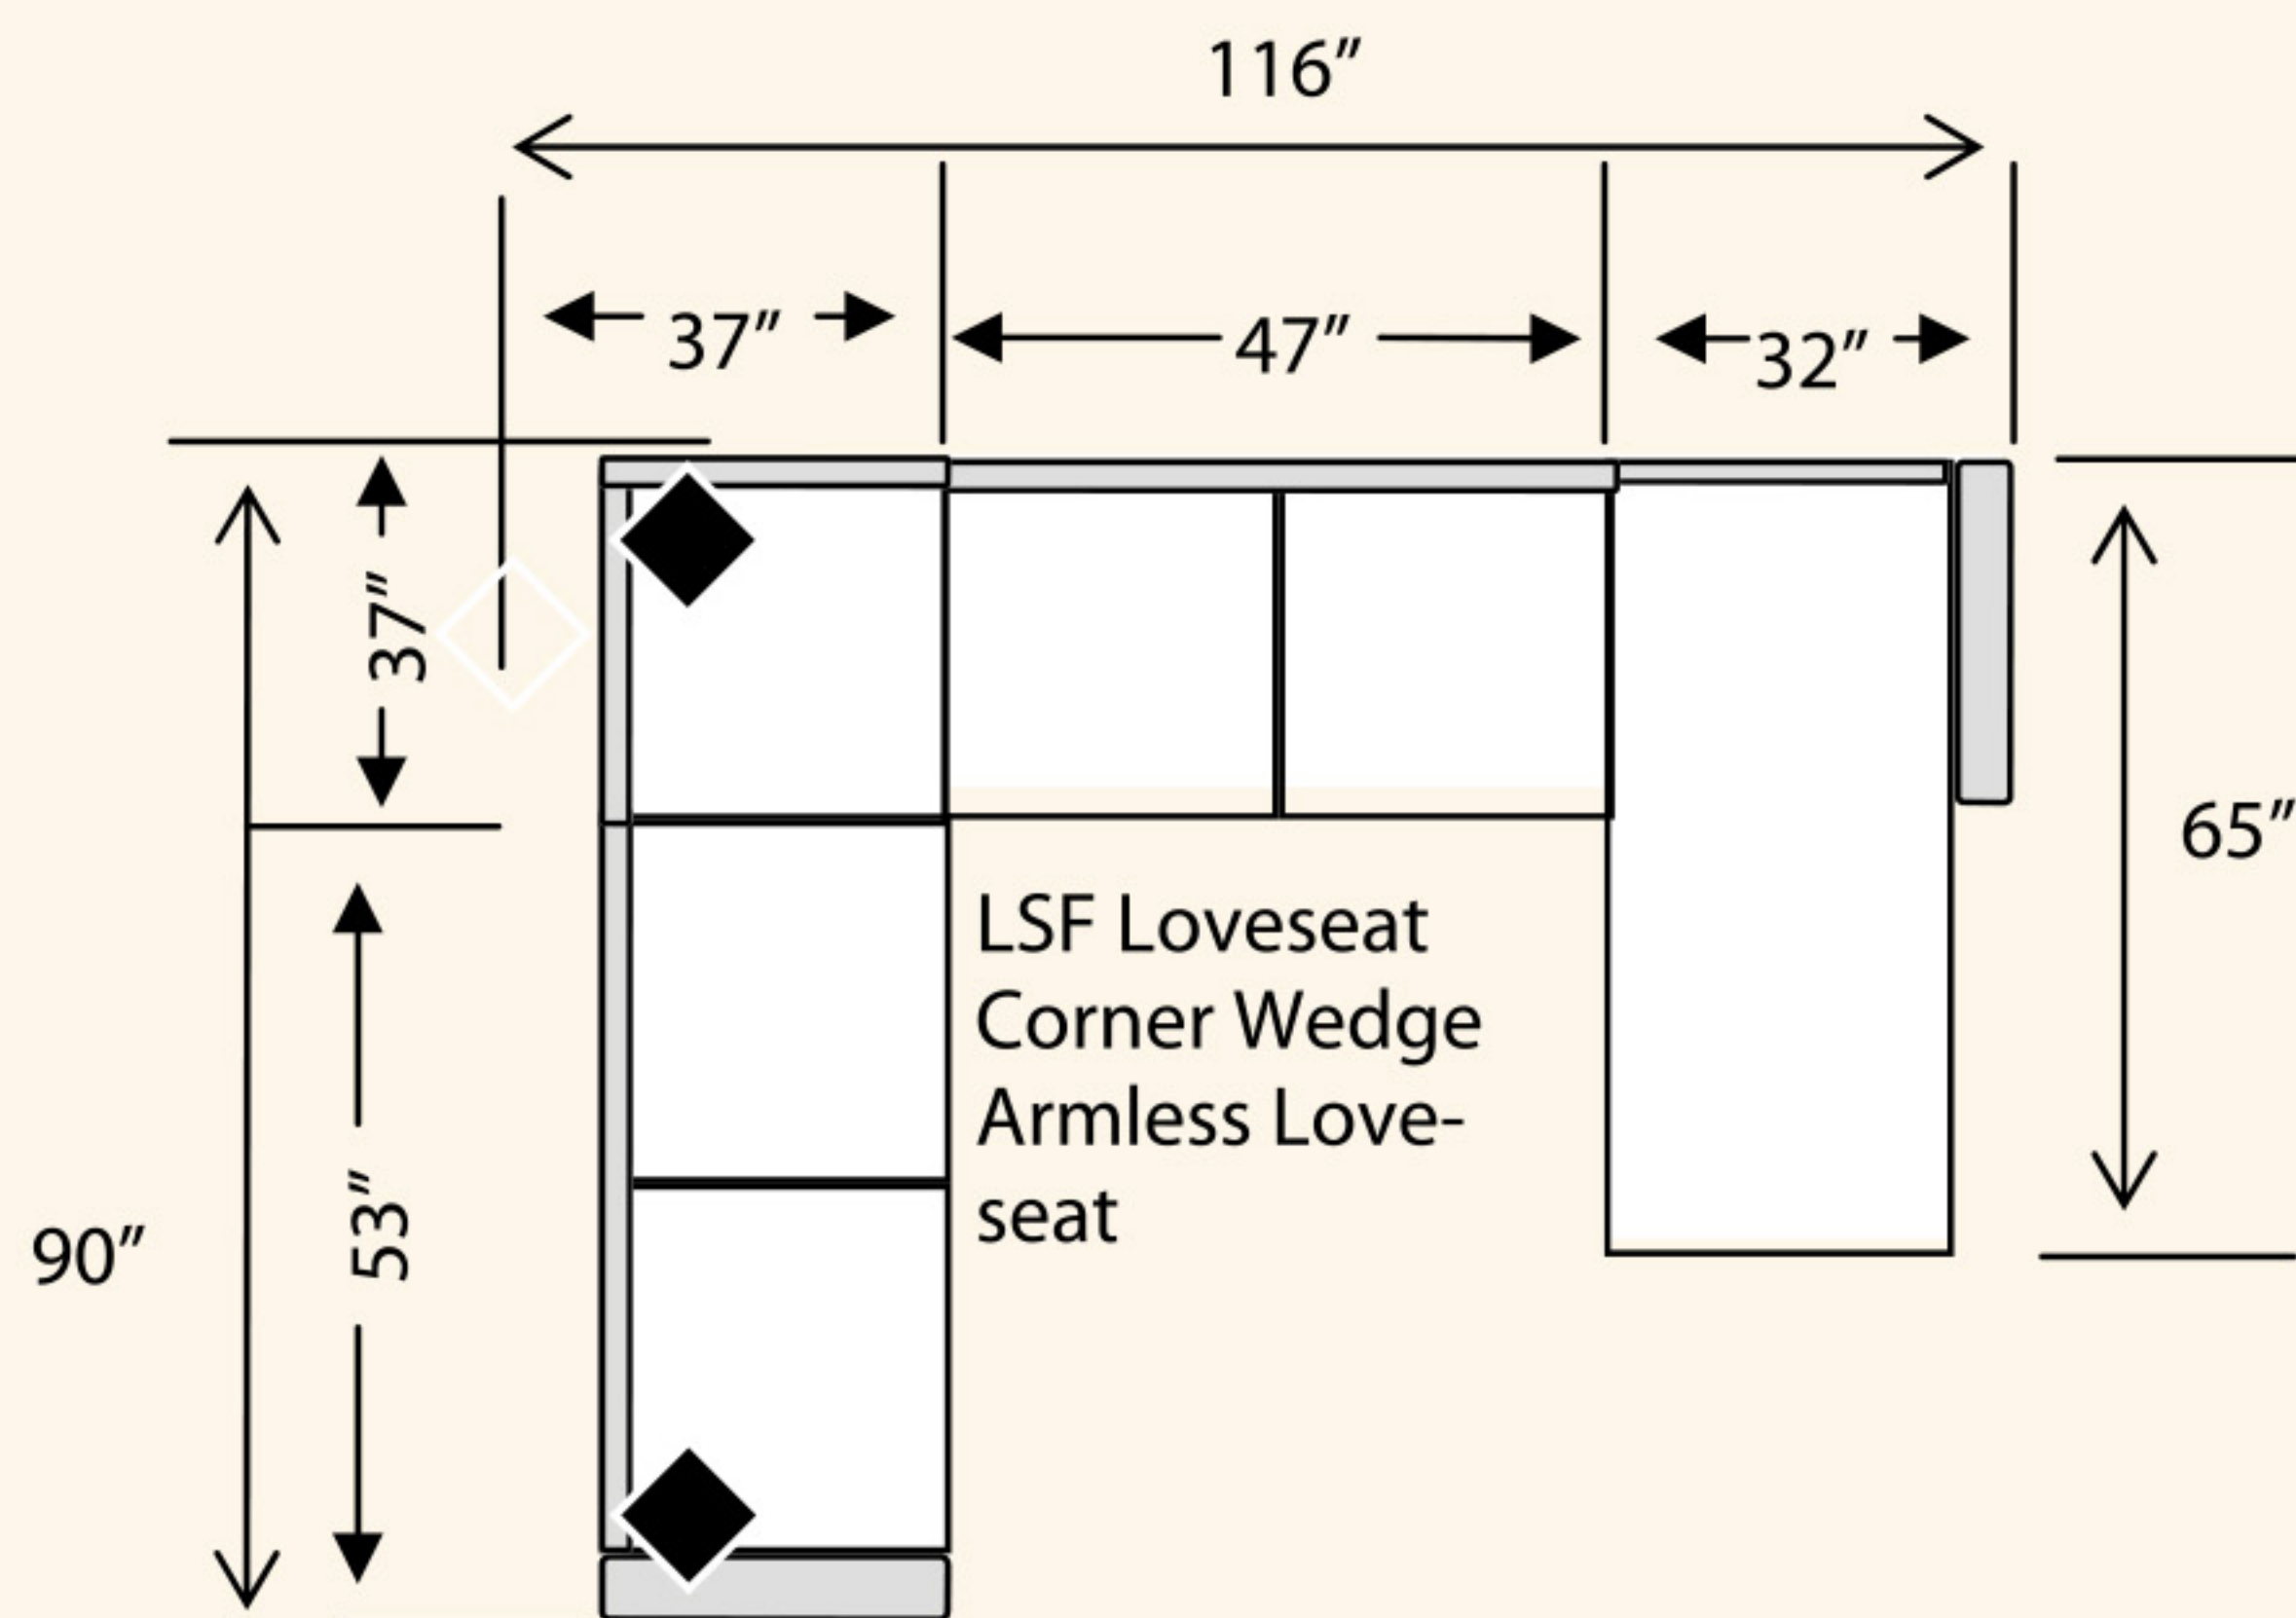 116”
37”
47”
32”
37”
65”
LSF Loveseat
Corner Wedge
Armless Love-
seat
53”
90”